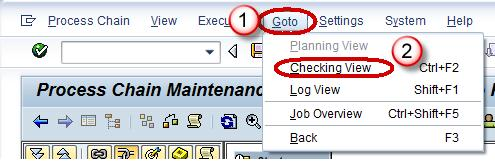 Process Chain View Execu Goto Settings System Help
1
Planning View
2
Checking View Ctrl+F2
Process Chain Maintenanc
Log View Shift+F1
Job Overview Ctrl+Shift+F5
Back F3